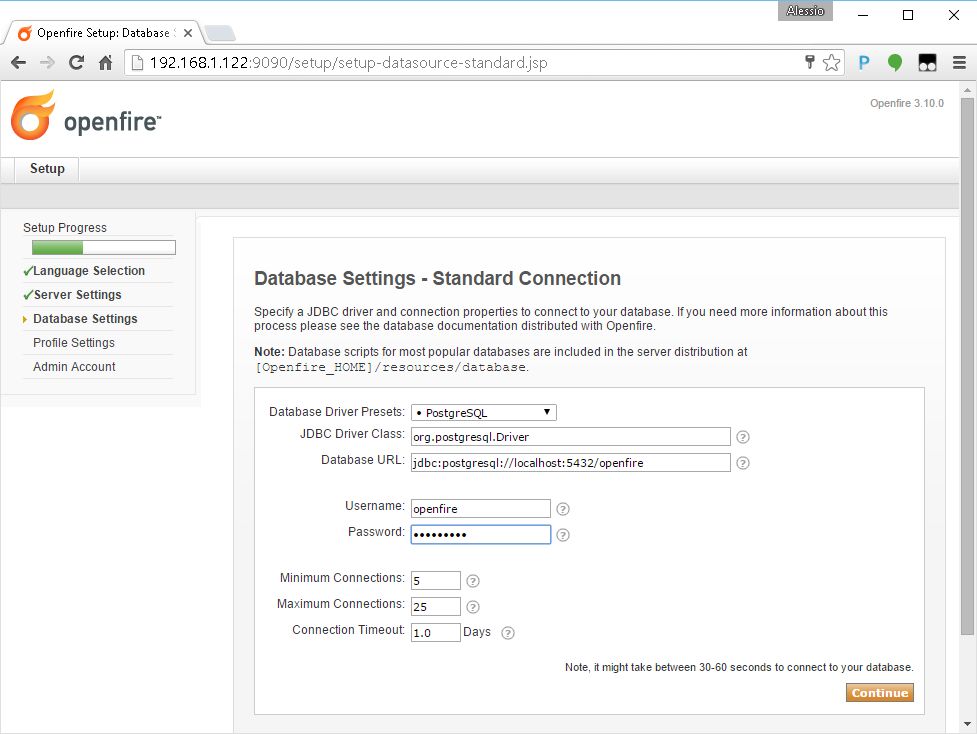 Alessio
Openfire Setup: Database S
192.168.1.122:9090/setup/setup-datasource-standard.jsp
P
openfire™
Openfire 3.10.0
Setup
Setup Progress
Language Selection
Server Settings
Database Settings
Profile Settings
Admin Account
Database Settings - Standard Connection
Specify a JDBC driver and connection properties to connect to your database. If you need more information about this
process please see the database documentation distributed with Openfire.
Note: Database scripts for most popular databases are included in the server distribution at
[Openfire_HOME]/resources/database.
Database Driver Presets: • PostgreSQL
JDBC Driver Class: org.postgresql.Driver ?
Database URL: jdbc:postgresql://localhost:5432/openfire ?
Username: openfire ?
Password: ••••••••• ?
Minimum Connections: 5 ?
Maximum Connections: 25 ?
Connection Timeout: 1.0 Days ?
Note, it might take between 30-60 seconds to connect to your database.
Continue